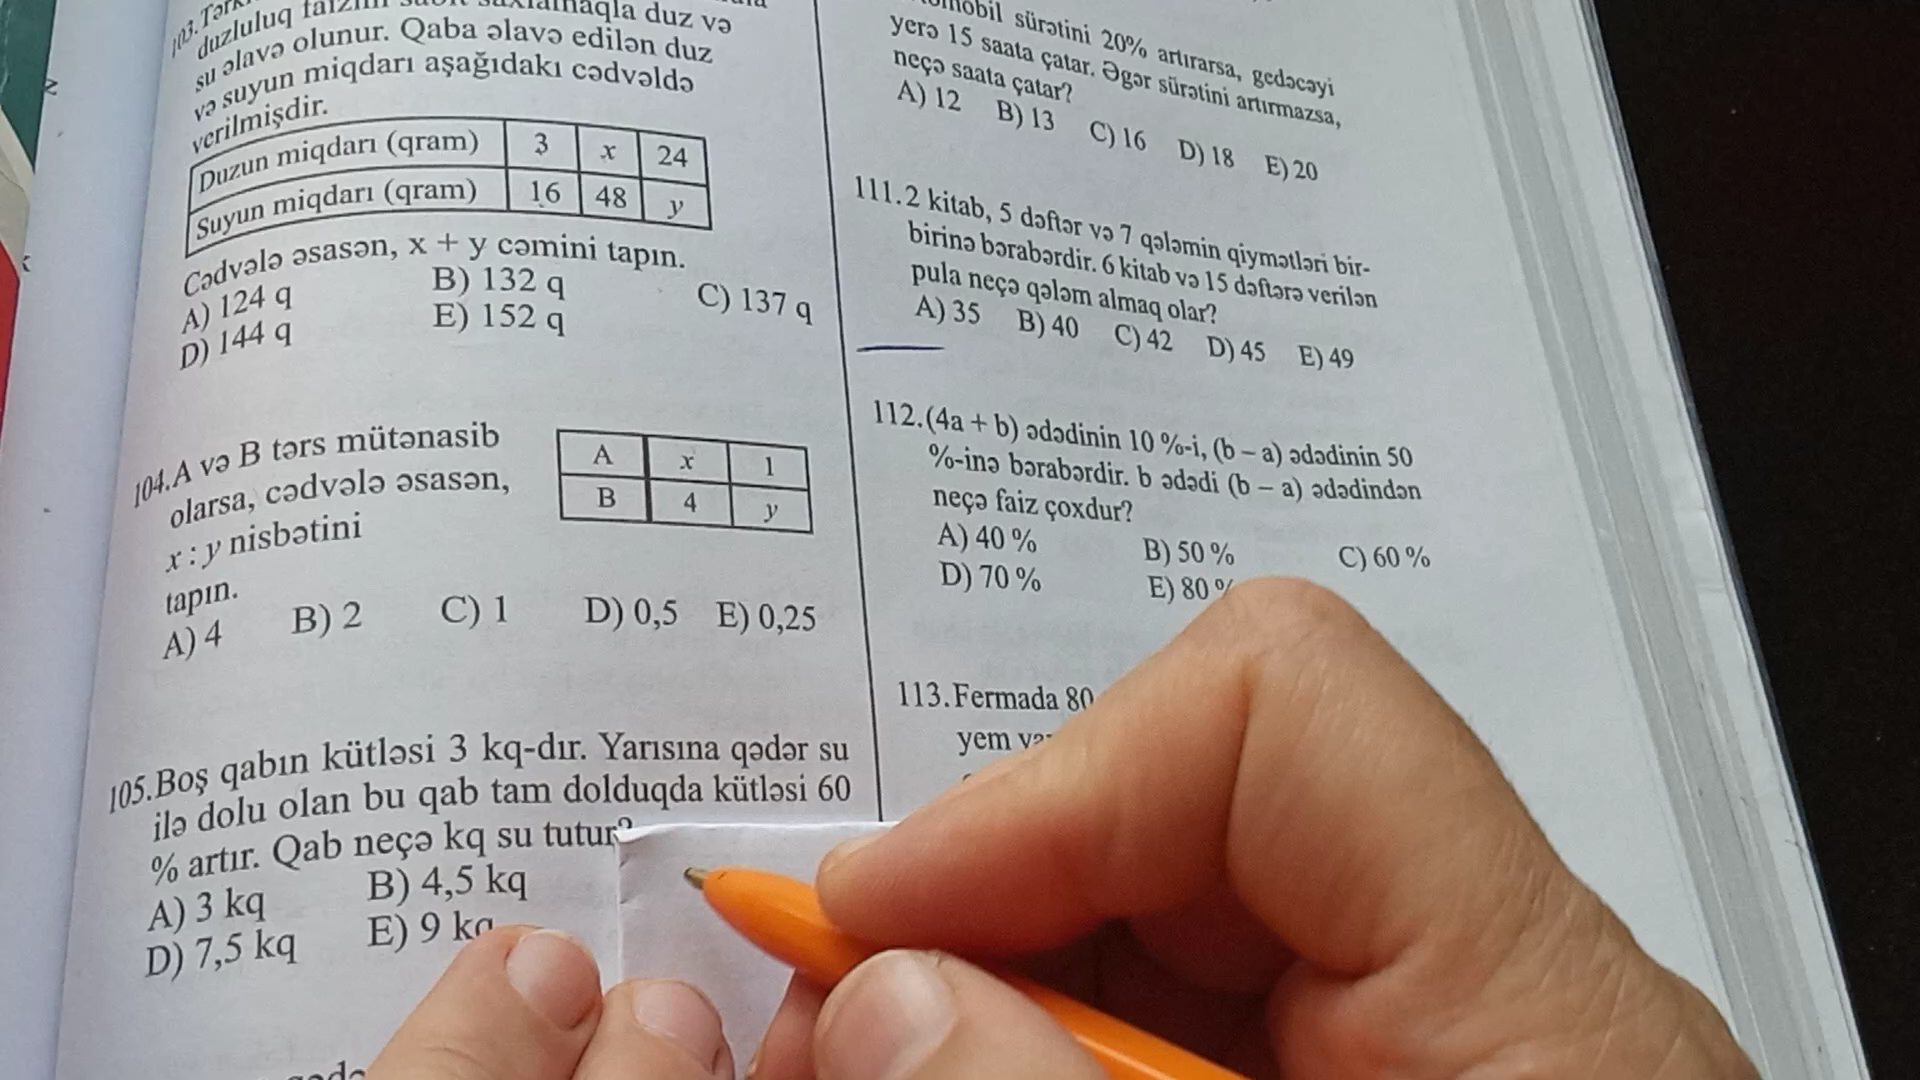 103.
duzluluq faizini sabit saxlamaqla duz və
su əlavə olunur. Qaba əlavə edilən duz
və suyun miqdarı aşağıdakı cədvəldə
verilmişdir.
Duzun miqdarı (qram) 3 x 24
Suyun miqdarı (qram) 16 48 y
Cədvələ əsasən, x + y cəmini tapın.
A) 124 q B) 132 q C) 137 q
D) 144 q E) 152 q
104.A və B tərs mütənasib
olarsa, cədvələ əsasən,
x : y nisbətini
tapın.
A x 1
B 4 y
A) 4 B) 2 C) 1 D) 0,5 E) 0,25
105.Boş qabın kütləsi 3 kq-dır. Yarısına qədər su
ilə dolu olan bu qab tam dolduqda kütləsi 60
% artır. Qab neçə kq su tutur?
A) 3 kq B) 4,5 kq
D) 7,5 kq E) 9 kq
sürətini 20% artırarsa, gedəcəyi
yerə 15 saata çatar. Əgər sürətini artırmazsa,
neçə saata çatar?
A) 12 B) 13 C) 16 D) 18 E) 20
111.2 kitab, 5 dəftər və 7 qələmin qiymətləri bir-
birinə bərabərdir. 6 kitab və 15 dəftərə verilən
pula neçə qələm almaq olar?
A) 35 B) 40 C) 42 D) 45 E) 49
112.(4a + b) ədədinin 10 %-i, (b – a) ədədinin 50
%-inə bərabərdir. b ədədi (b – a) ədədindən
neçə faiz çoxdur?
A) 40 % B) 50 % C) 60 %
D) 70 % E) 80 %
113.Fermada 80
yem